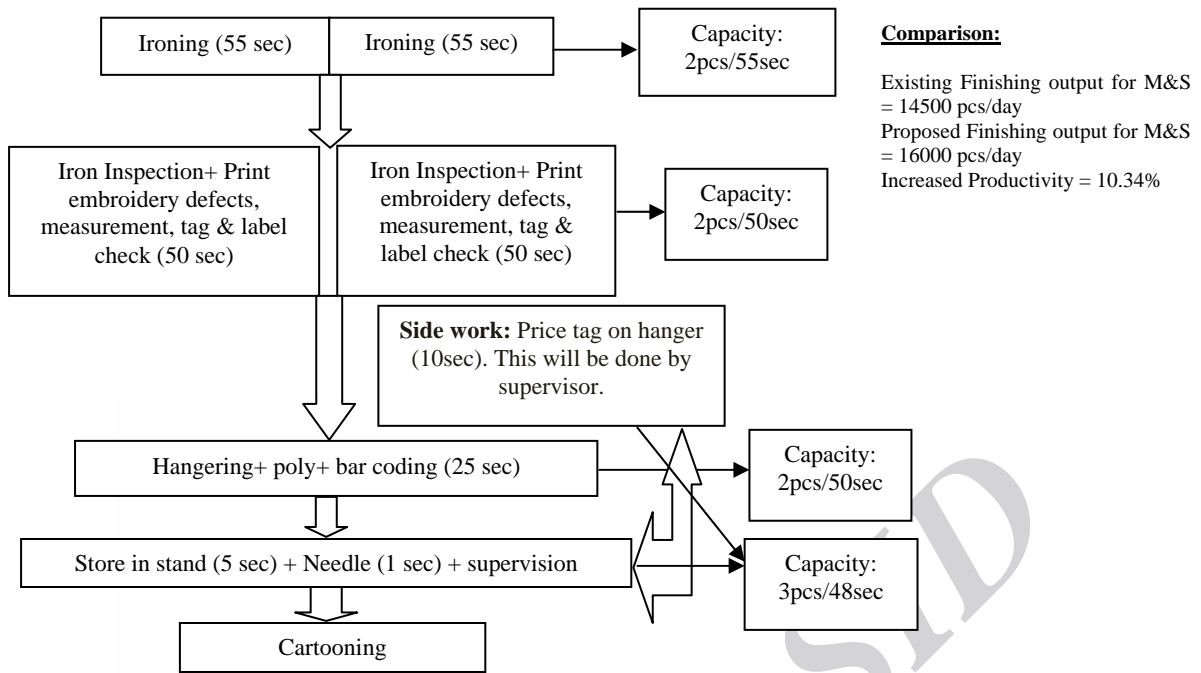 Ironing (55 sec)
Ironing (55 sec)
Capacity:
2pcs/55sec
Comparison:
Existing Finishing output for M&S
= 14500 pcs/day
Proposed Finishing output for M&S
= 16000 pcs/day
Increased Productivity = 10.34%
Iron Inspection+ Print
embroidery defects,
measurement, tag & label
check (50 sec)
Iron Inspection+ Print
embroidery defects,
measurement, tag &
label check (50 sec)
Capacity:
2pcs/50sec
Side work: Price tag on hanger
(10sec). This will be done by
supervisor.
Hangering+ poly+ bar coding (25 sec)
Capacity:
2pcs/50sec
Store in stand (5 sec) + Needle (1 sec) + supervision
Capacity:
3pcs/48sec
Cartooning